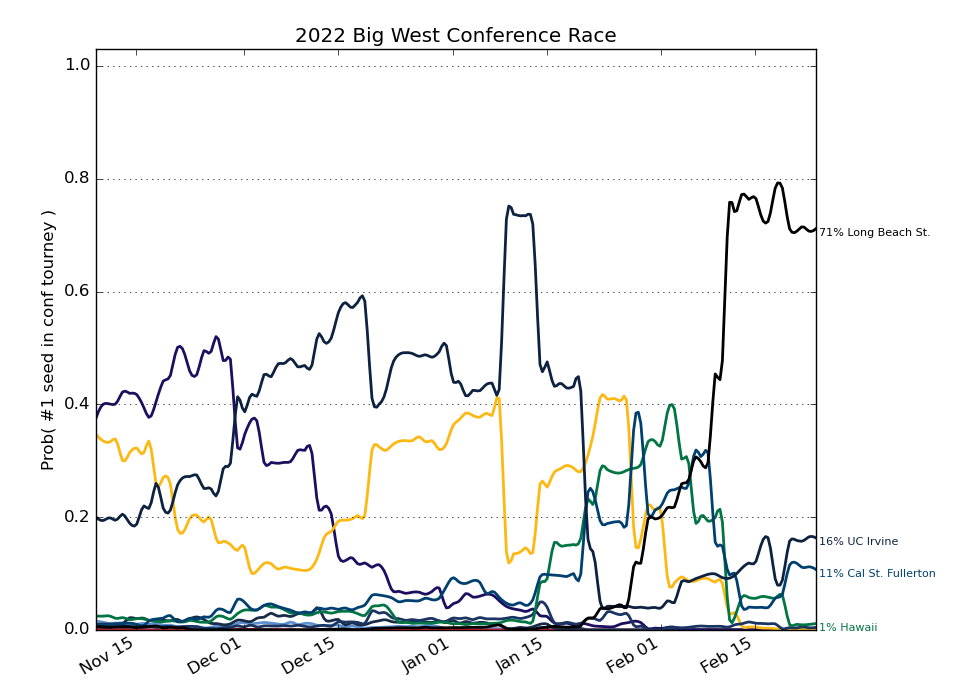 2022 Big West Conference Race
Prob( #1 seed in conf tourney )
1.0
0.8
0.6
0.4
0.2
0.0
71% Long Beach St.
16% UC Irvine
11% Cal St. Fullerton
1% Hawaii
Nov 15
Dec 01
Dec 15
Jan 01
Jan 15
Feb 01
Feb 15